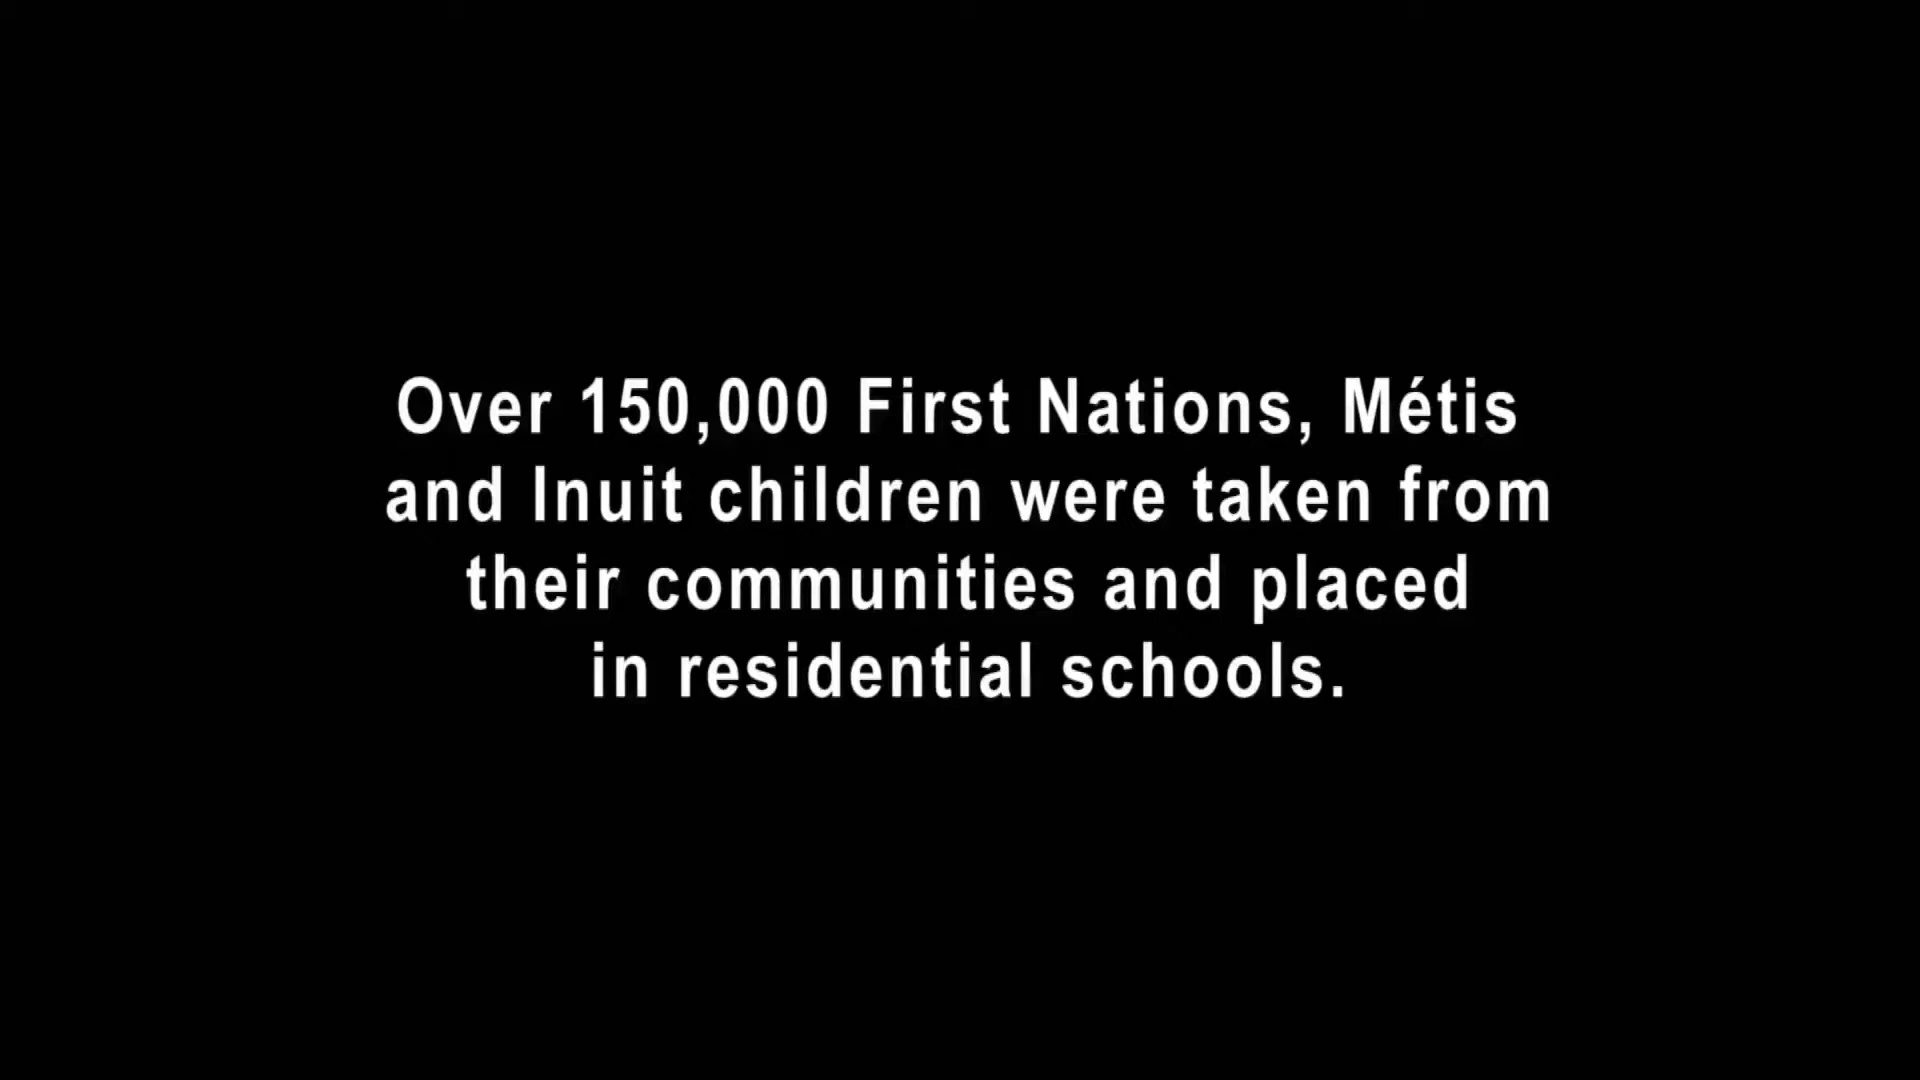 Over 150,000 First Nations, Métis
and Inuit children were taken from
their communities and placed
in residential schools.